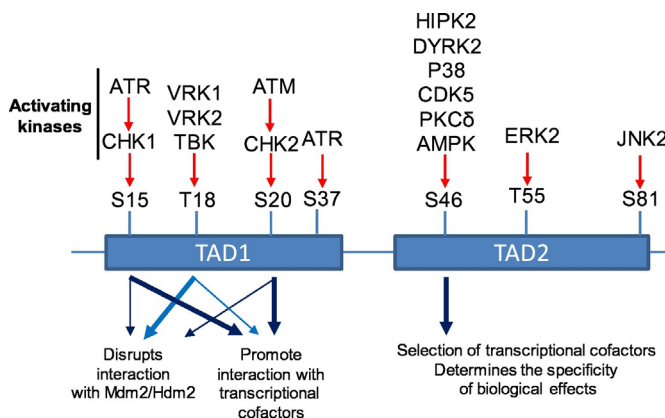 Activating
kinases
ATR
CHK1
S15
VRK1
VRK2
TBK
T18
ATM
CHK2
S20
ATR
S37
HIPK2
DYRK2
P38
CDK5
PKCδ
AMPK
S46
ERK2
T55
JNK2
S81
TAD1
TAD2
Disrupts
interaction
with Mdm2/Hdm2
Promote
interaction with
transcriptional
cofactors
Selection of transcriptional cofactors
Determines the specificity
of biological effects